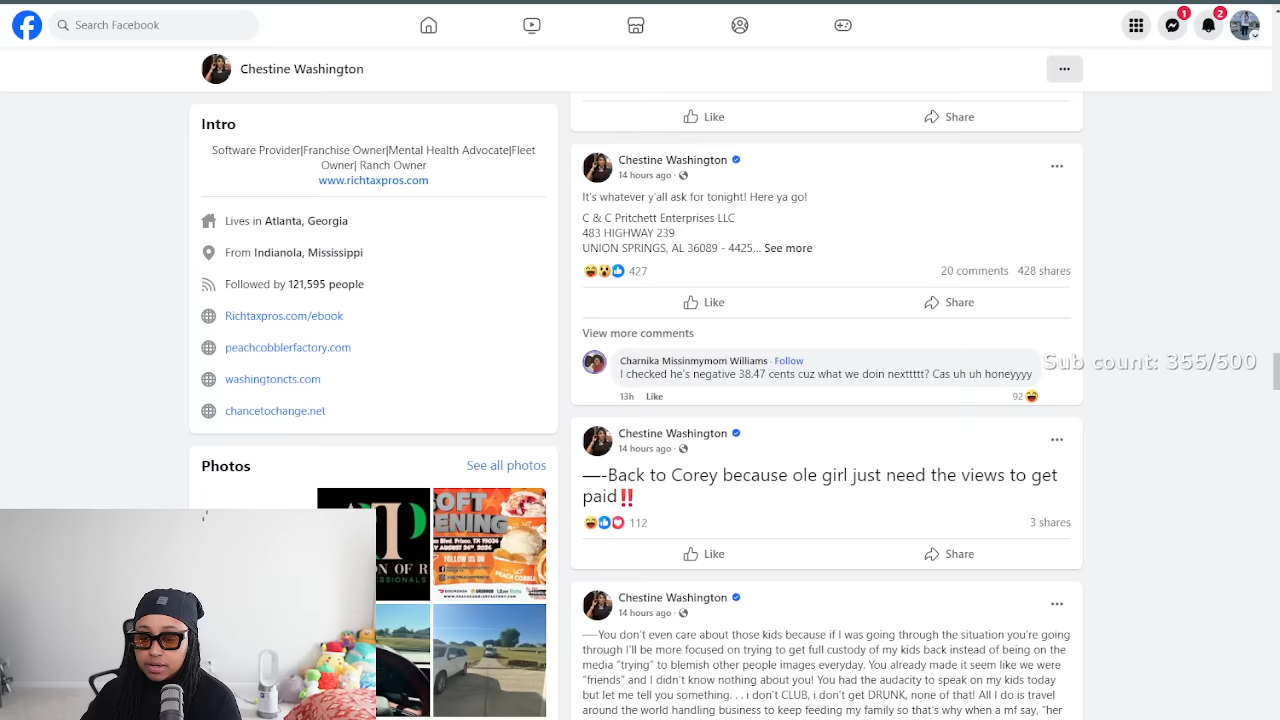 Search Facebook
1
2
Chestine Washington
Intro
Software Provider|Franchise Owner|Mental Health Advocate|Fleet
Owner| Ranch Owner
www.richtaxpros.com
Lives in Atlanta, Georgia
From Indianola, Mississippi
Followed by 121,595 people
Richtaxpros.com/ebook
peachcobblerfactory.com
washingtoncts.com
chancetochange.net
Photos
See all photos
SOFT
ENING
Like
Share
Chestine Washington
14 hours ago
It's whatever y'all ask for tonight! Here ya go!
C & C Pritchett Enterprises LLC
483 HIGHWAY 239
UNION SPRINGS, AL 36089 - 4425... See more
427
20 comments 428 shares
Like
Share
View more comments
Charnika Missinmymom Williams · Follow
I checked he's negative 38.47 cents cuz what we doin nexttttt? Cas uh uh honeyyyy
13h Like
92
Sub count: 355/500
Chestine Washington
14 hours ago
—-Back to Corey because ole girl just need the views to get
paid‼️
112
3 shares
Like
Share
Chestine Washington
14 hours ago
—-You don't even care about those kids because if I was going through the situation you're going
through I'll be more focused on trying to get full custody of my kids back instead of being on the
media "trying" to blemish other people images everyday. You already made it seem like we were
"friends" and I didn't know nothing about you! You had the audacity to speak on my kids today
but let me tell you something. . . i don't CLUB, i don't get DRUNK, none of that! All I do is travel
around the world handling business to keep feeding my family so that's why when a mf say, "her